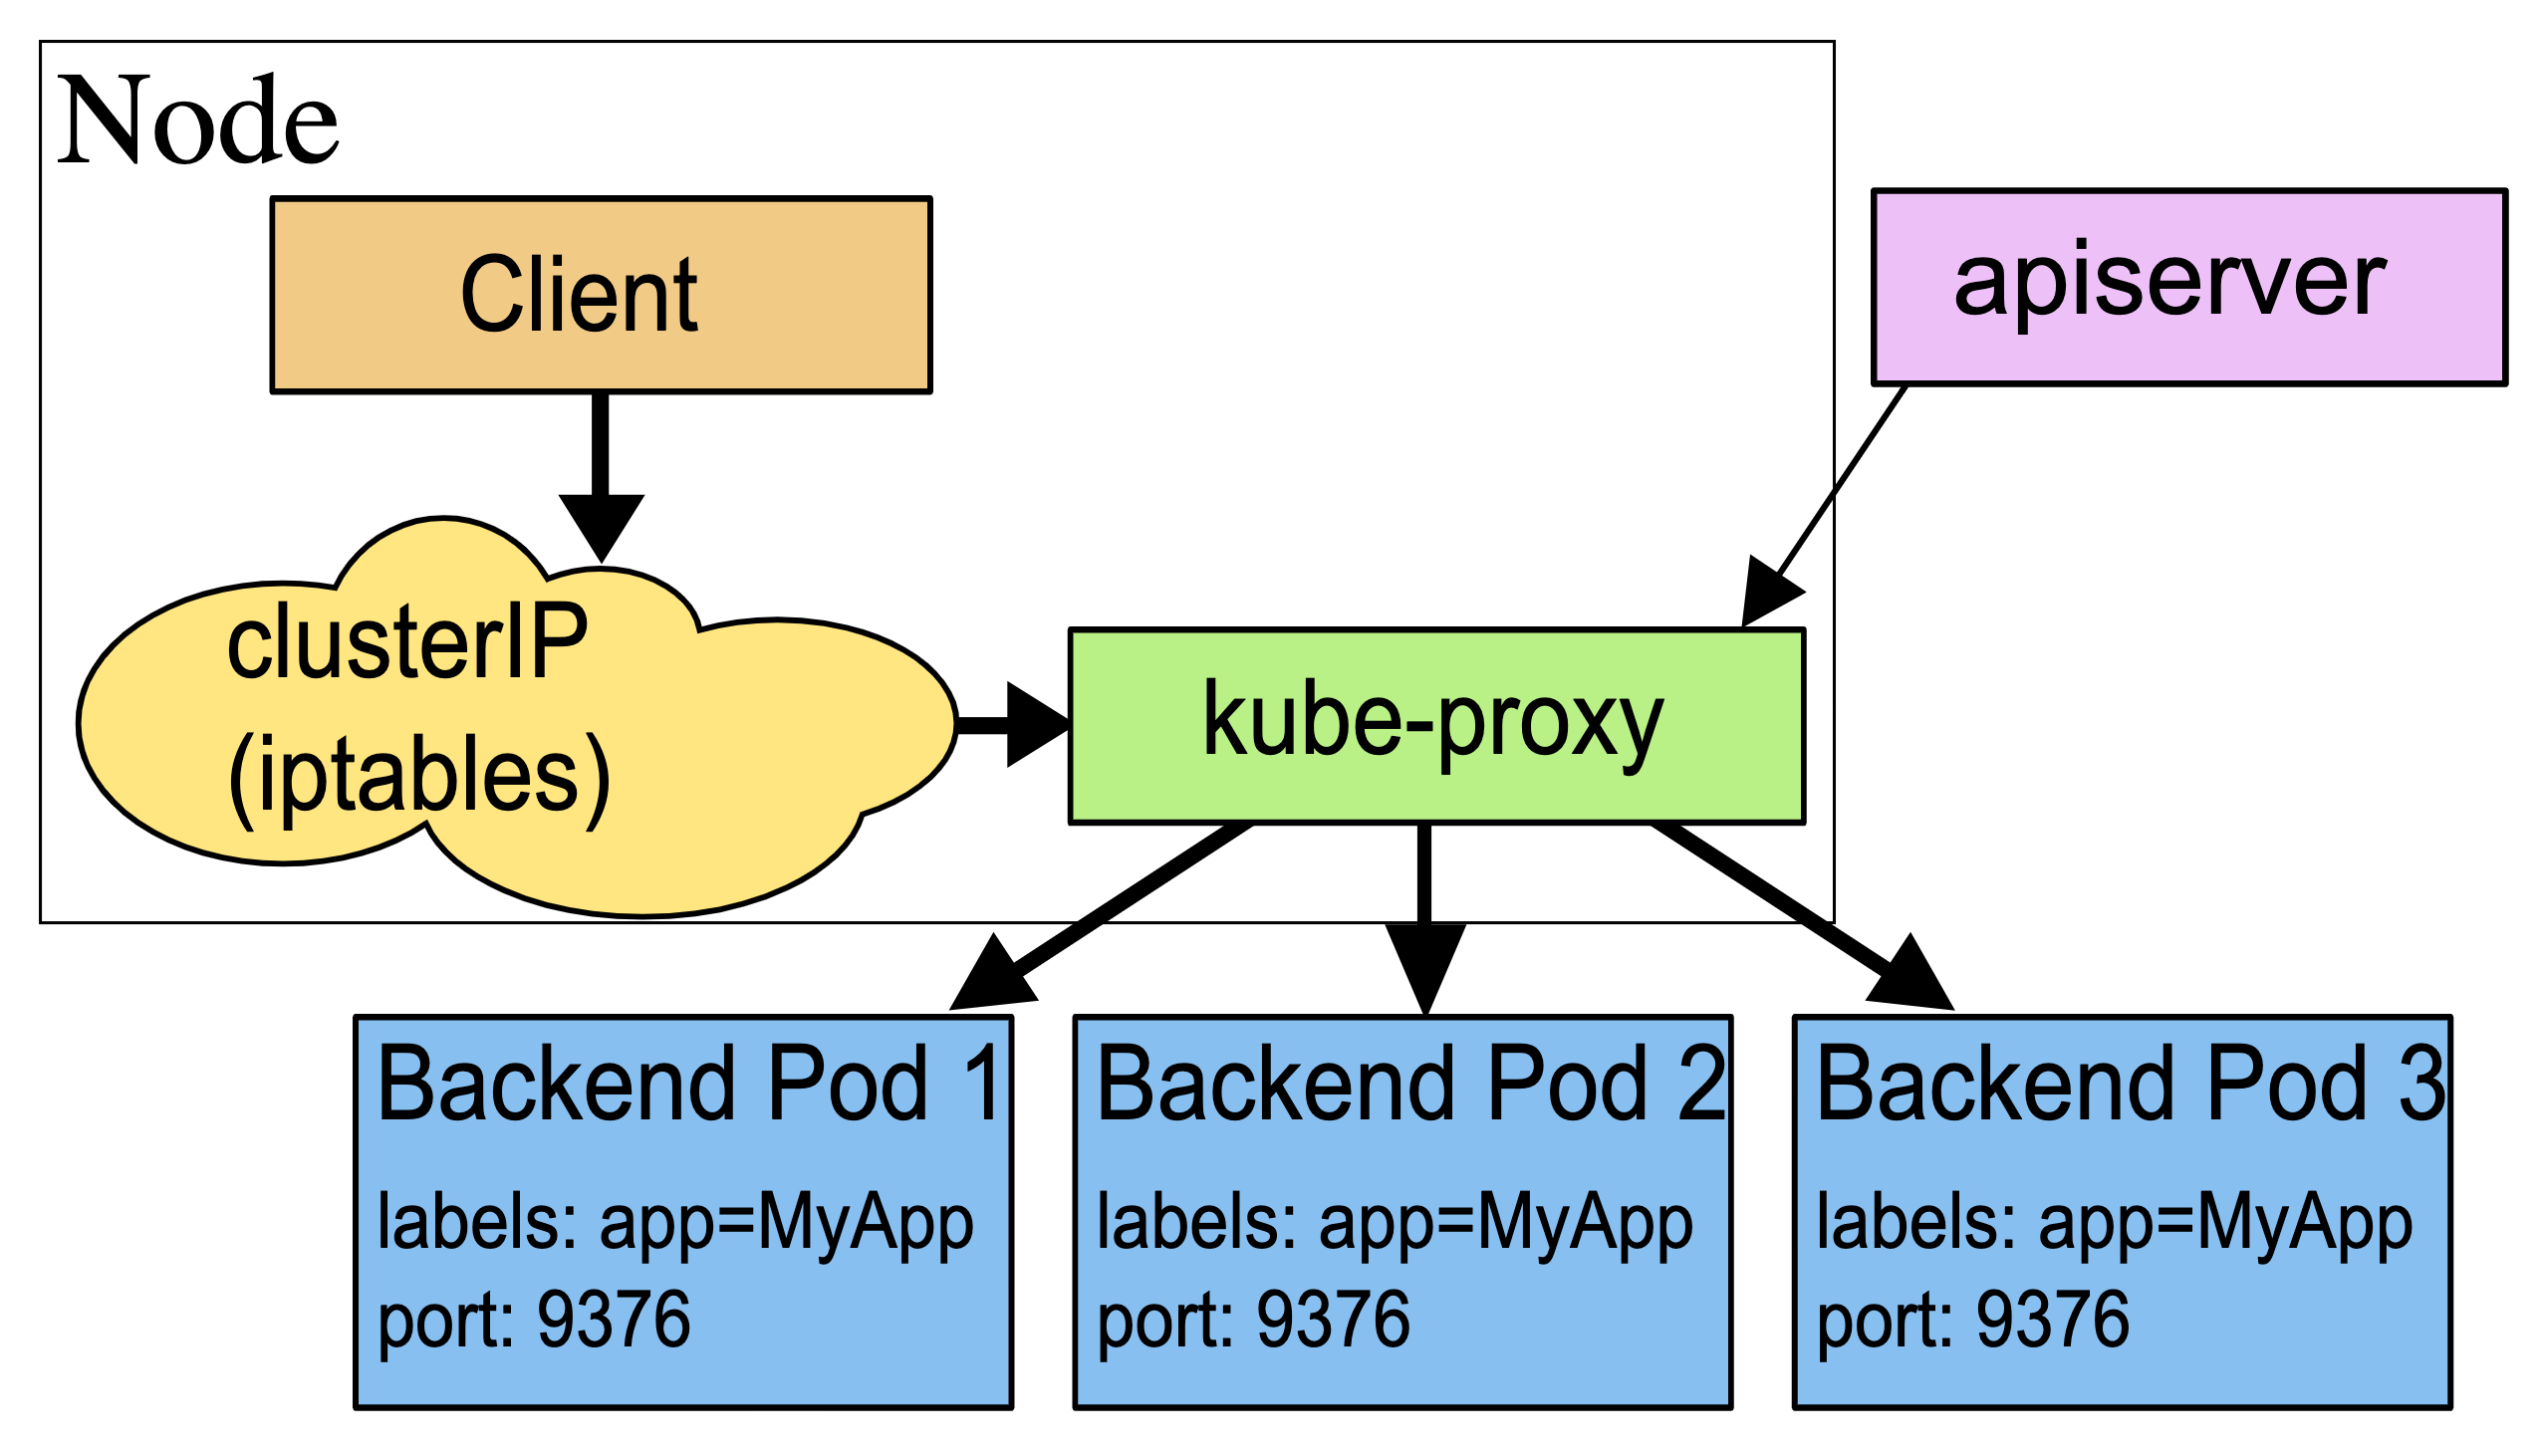 Node
Client
apiserver
clusterIP
(iptables)
kube-proxy
Backend Pod 1
labels: app=MyApp
port: 9376
Backend Pod 2
labels: app=MyApp
port: 9376
Backend Pod 3
labels: app=MyApp
port: 9376